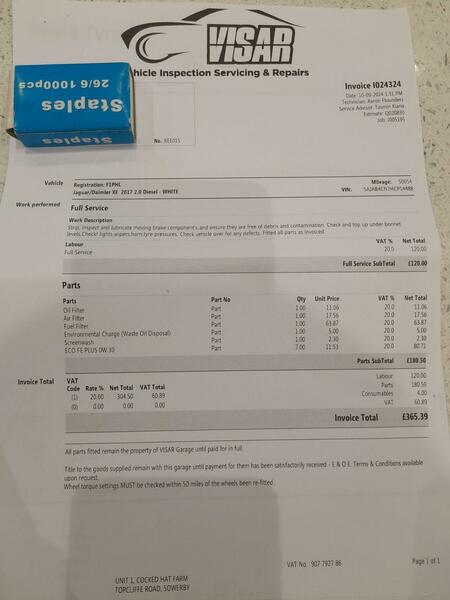 VISAR
hicle Inspection Servicing & Repairs
Staples
26/6 1000pcs
Staples
Invoice I024324
Date: 10-09-2024 1:31 PM
Technician: Aaron Flounders
Service Advisor: Tasmin Kiana
Estimate: Q020830
Job: J005195
No. REE015
Vehicle Registration: F1PHL Mileage: 50054
Jaguar/Daimler XE 2017 2.0 Diesel - WHITE VIN:
Work performed Full Service
Work Description
Strip, inspect and lubricate moving brake components and ensure they are free of debris and contamination. Check and top up under bonnet
levels,Check! lights,wipers,horn,tyre pressures. Check vehicle over for any defects. Fitted all parts as invoiced.
Labour VAT % Net Total
Full Service 20.0 120.00
Full Service SubTotal £120.00
Parts
Parts Part No Qty Unit Price VAT % Net Total
Oil Filter Part 1.00 11.06 20.0 11.06
Air Filter Part 1.00 17.56 20.0 17.56
Fuel Filter Part 1.00 63.87 20.0 63.87
Environmental Charge (Waste Oil Disposal) Part 1.00 5.00 20.0 5.00
Screenwash Part 1.00 2.30 20.0 2.30
ECO FE PLUS 0W 30 Part 7.00 11.53 20.0 80.71
Parts SubTotal £180.50
Invoice Total VAT Code Rate % Net Total VAT Total
(1) 20.00 304.50 60.89
(0) 0.00 0.00 0.00
Labour 120.00
Parts 180.50
Consumables 4.00
VAT 60.89
Invoice Total £365.39
All parts fitted remain the property of VISAR Garage until paid for in full.
Title to the goods supplied remain with this garage until payment for them has been satisfactorily received - E & O E. Terms & Conditions available
upon request.
Wheel torque settings MUST be checked within 50 miles of the wheels been re-fitted.
VAT No. 907 7927 86
Page 1 of 1
UNIT 1, COCKED HAT FARM
TOPCLIFFE ROAD, SOWERBY